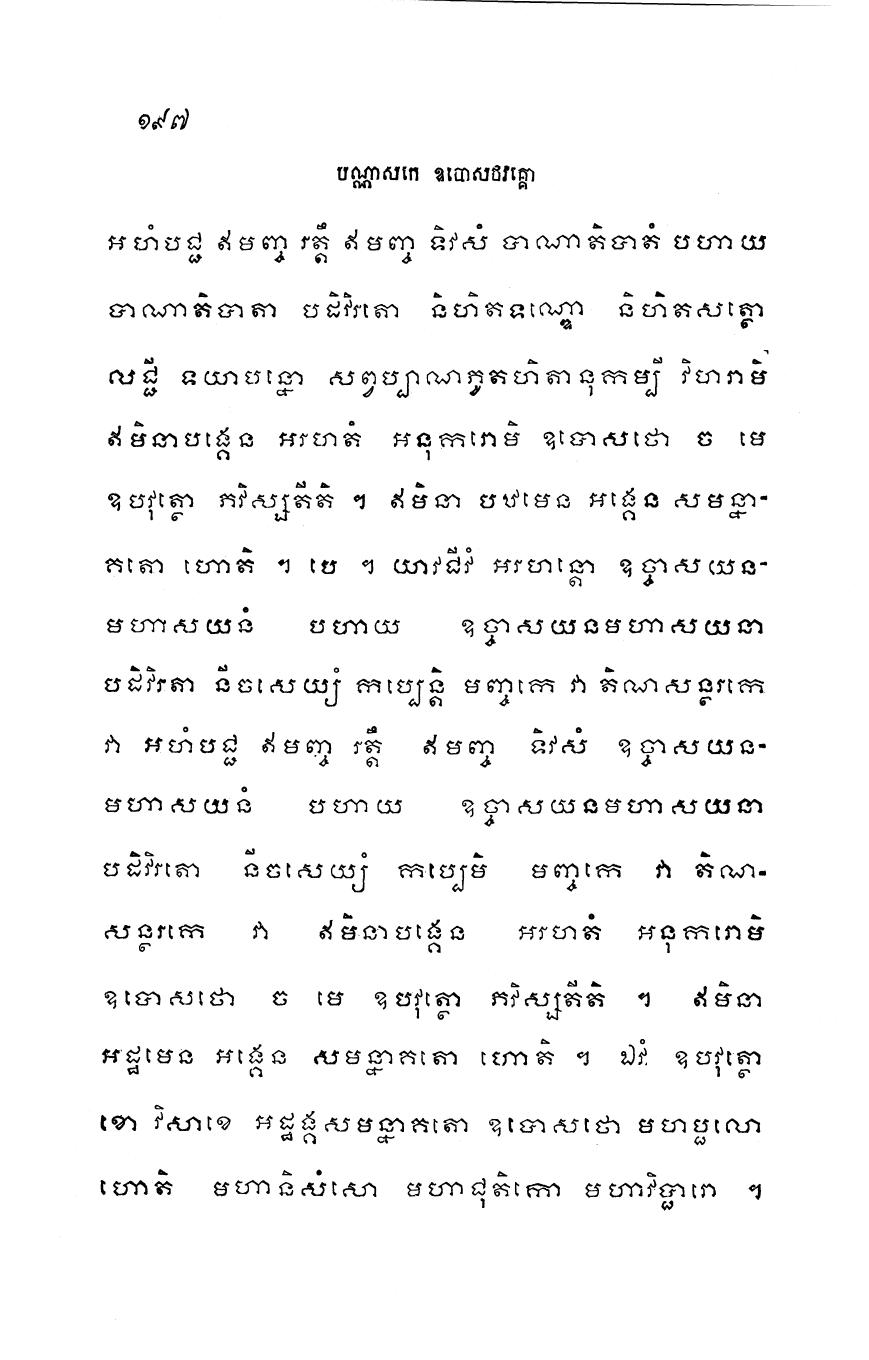 ១៩៧
បណ្ណាសកេ ឧបោសថវគ្គោ
អហំបជ្ជ ឥមញ្ច រត្តឹ ឥមញ្ច ទិវសំ បាណាតិបាតំ បហាយ
បាណាតិបាតា បដិវិរតោ និហិតទណ្ឌោ និហិតសត្ថោ
លជ្ជី ទយាបន្នោ សព្វប្បាណភូតហិតានុកម្បី វិហរាមិ
ឥមិនាបង្គេន អរហតំ អនុករោមិ ឧបោសថោ ច មេ
ឧបវុត្ថោ ភវិស្សតីតិ ។ ឥមិនា បឋមេន អង្គេន សមន្នា-
គតោ ហោតិ ។ បេ ។ យាវជីវំ អរហន្តោ ឧច្ចាសយន-
មហាសយនំ បហាយ ឧច្ចាសយនមហាសយនា
បដិវិរតា នីចសេយ្យំ កប្បេន្តិ មញ្ចកេ វា តិណសន្ថរកេ
វា អហំបជ្ជ ឥមញ្ច រត្តឹ ឥមញ្ច ទិវសំ ឧច្ចាសយន-
មហាសយនំ បហាយ ឧច្ចាសយនមហាសយនា
បដិវិរតោ នីចសេយ្យំ កប្បេមិ មញ្ចកេ វា តិណ-
សន្ថរកេ វា ឥមិនាបង្គេន អរហតំ អនុករោមិ
ឧបោសថោ ច មេ ឧបវុត្ថោ ភវិស្សតីតិ ។ ឥមិនា
អដ្ឋមេន អង្គេន សមន្នាគតោ ហោតិ ។ ឯវំ ឧបវុត្ថោ
ខោ វិសាខេ អដ្ឋង្គសមន្នាគតោ ឧបោសថោ មហប្ផលោ
ហោតិ មហានិសំសោ មហាជុតិកោ មហាវិប្ផារោ ។